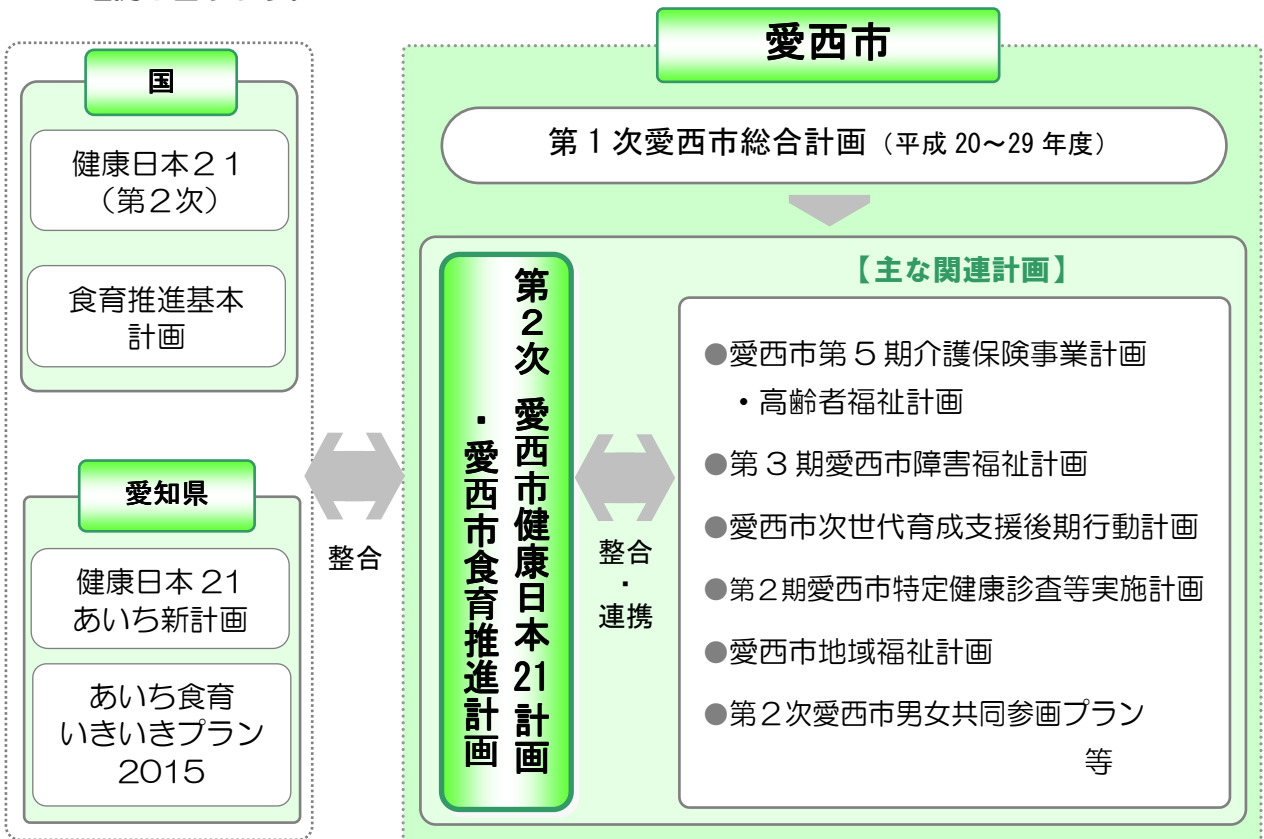 国
健康日本２１
（第２次）
食育推進基本
計画
愛知県
健康日本 21
あいち新計画
あいち食育
いきいきプラン
2015
整合
愛西市
第１次愛西市総合計画（平成 20～29 年度）
第２次 愛西市健康日本 21 計画
・愛西市食育推進計画
整合
・
連携
【主な関連計画】
●愛西市第５期介護保険事業計画
・高齢者福祉計画
●第３期愛西市障害福祉計画
●愛西市次世代育成支援後期行動計画
●第２期愛西市特定健康診査等実施計画
●愛西市地域福祉計画
●第２次愛西市男女共同参画プラン
等